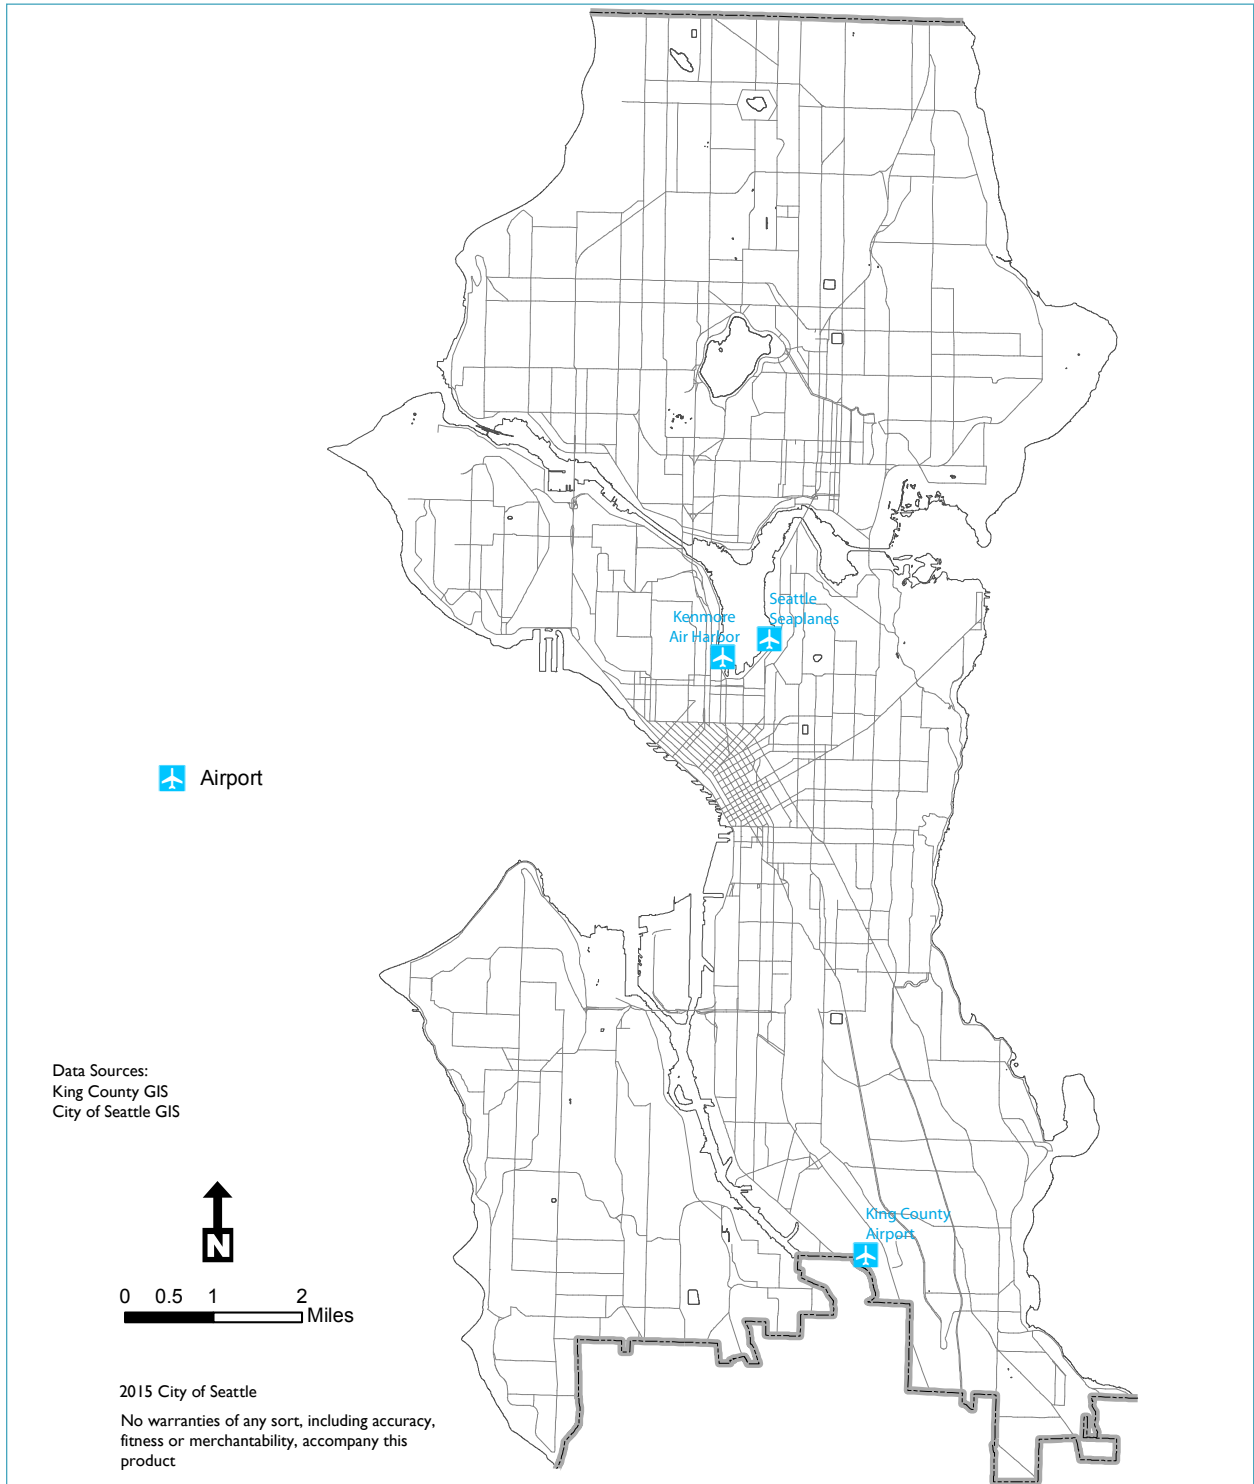 Seattle
Seaplanes
Kenmore
Air Harbor
Airport
Data Sources:
King County GIS
City of Seattle GIS
King County
Airport
N
0 0.5 1 2
Miles
2015 City of Seattle
No warranties of any sort, including accuracy,
fitness or merchantability, accompany this
product